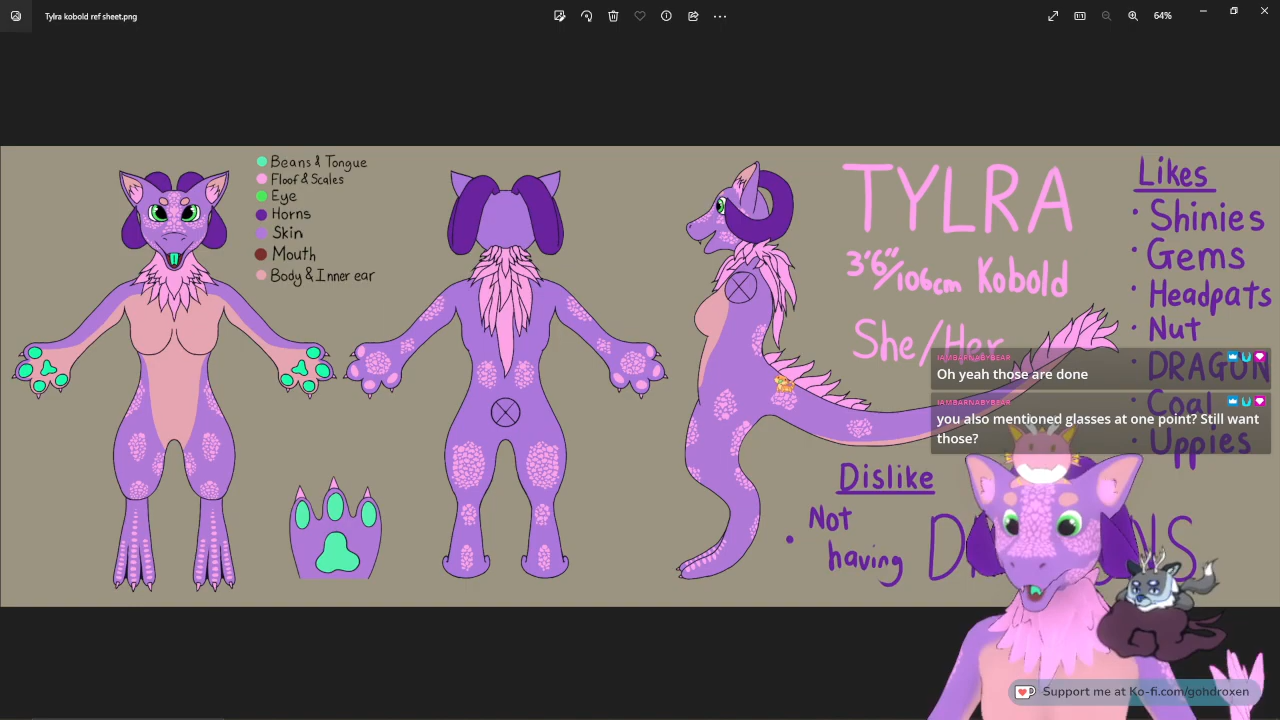 Tylra kobold ref sheet.png
64%
Beans & Tongue
Floof & Scales
Eye
Horns
Skin
Mouth
Body & Inner ear
TYLRA
3'6"/106cm Kobold
She/Her
Likes
• Shinies
• Gems
• Headpats
• Nut
• DRAGON
• Coal
• Uppies
IAMBARNABYBEAR
Oh yeah those are done
IAMBARNABYBEAR
you also mentioned glasses at one point? Still want
those?
Dislike
• Not
having
Support me at Ko-fi.com/gohdroxen